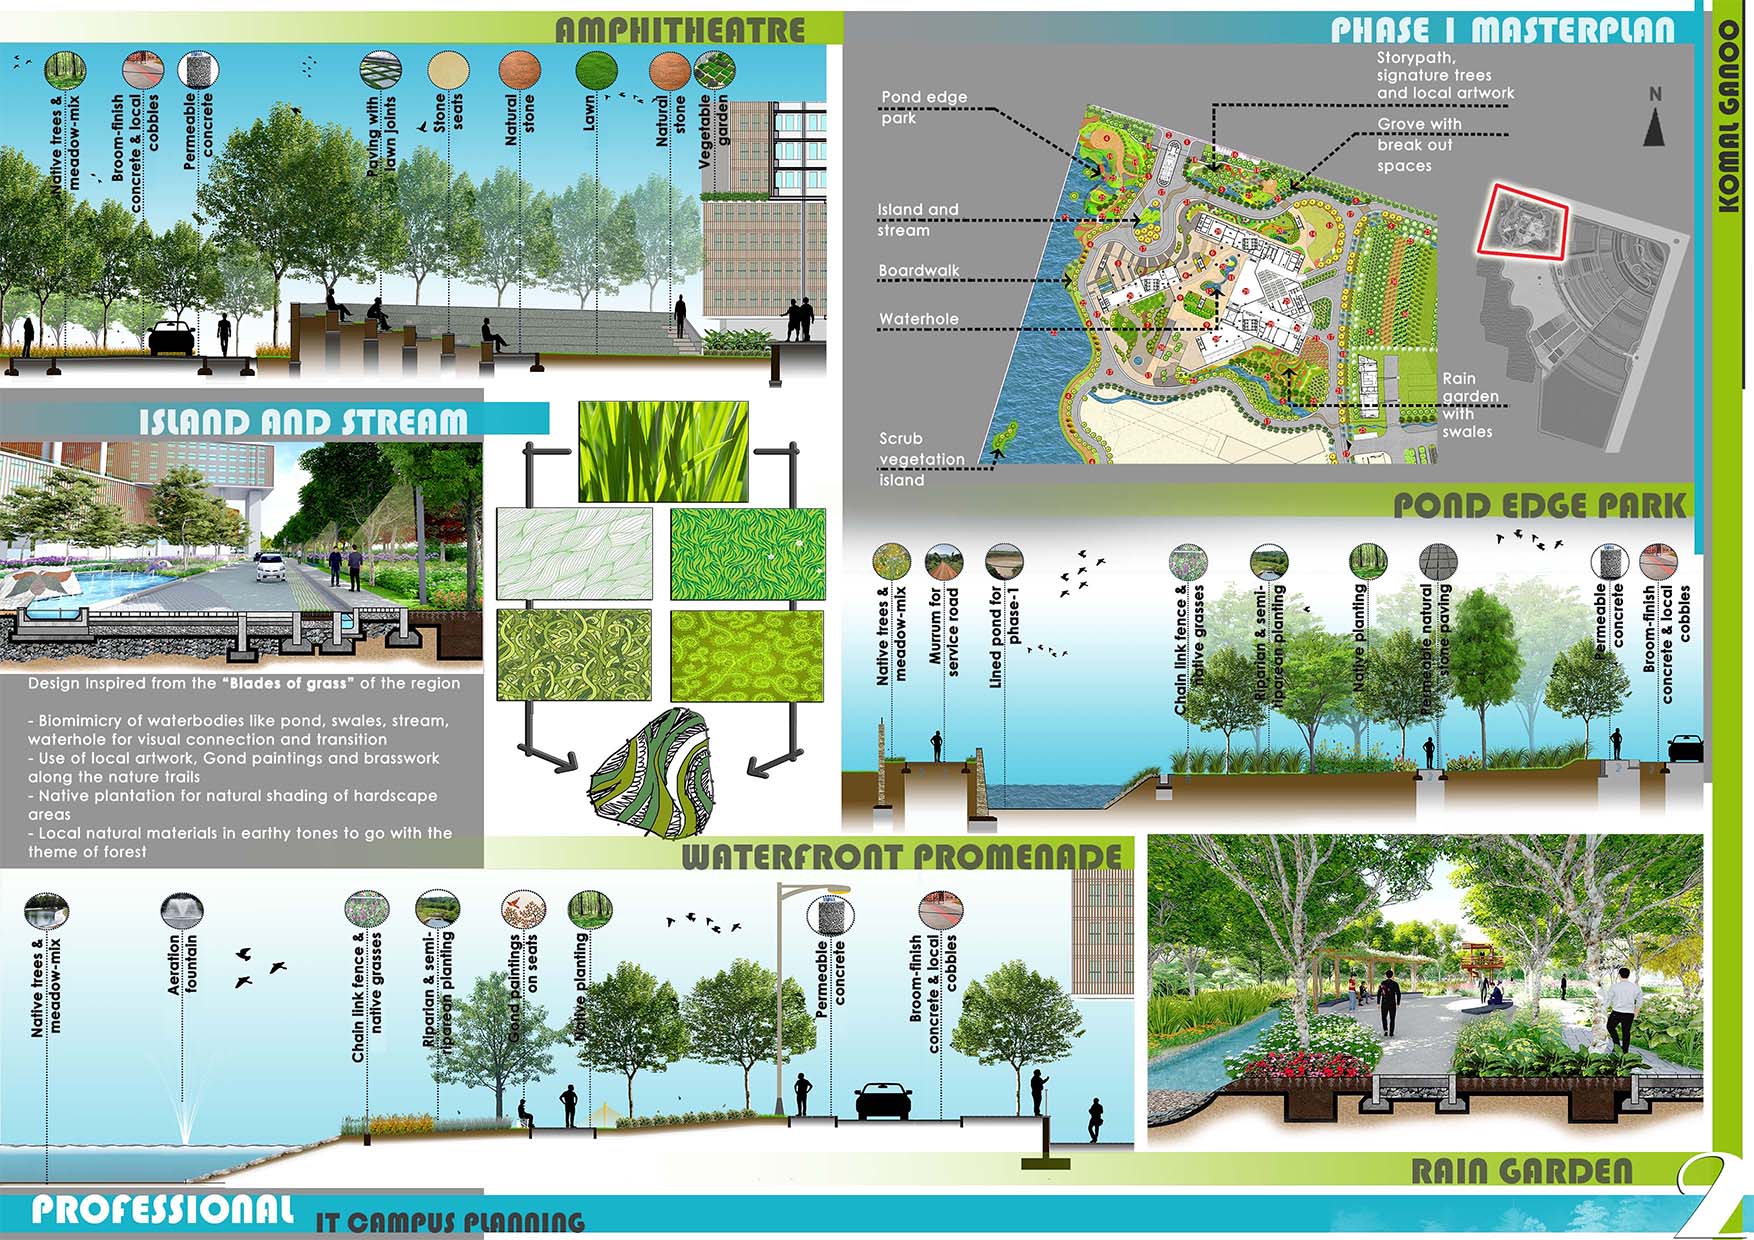 AMPHITHEATRE
Native trees &
meadow-mix
Broom-finish
concrete & local
cobbles
Permeable
concrete
Paving with
lawn joints
Stone
seats
Natural
stone
Lawn
Natural
stone
Vegetable
garden
PHASE 1 MASTERPLAN
Pond edge
park
Island and
stream
Boardwalk
Waterhole
Scrub
vegetation
island
Storypath,
signature trees
and local artwork
Grove with
break out
spaces
Rain
garden
with
swales
N
KOMAL GANOO
ISLAND AND STREAM
Design Inspired from the “Blades of grass” of the region
- Biomimicry of waterbodies like pond, swales, stream,
waterhole for visual connection and transition
- Use of local artwork, Gond paintings and brasswork
along the nature trails
- Native plantation for natural shading of hardscape
areas
- Local natural materials in earthy tones to go with the
theme of forest
POND EDGE PARK
Native trees &
meadow-mix
Murrum for
service road
Lined pond for
phase-1
Chain link fence &
native grasses
Riparian & semi-
riparean planting
Native planting
Permeable natural
stone paving
Permeable
concrete
Broom-finish
concrete & local
cobbles
WATERFRONT PROMENADE
Native trees &
meadow-mix
Aeration
fountain
Chain link fence &
native grasses
Riparian & semi-
riparean planting
Gond paintings
on seats
Native planting
Permeable
concrete
Broom-finish
concrete & local
cobbles
RAIN GARDEN
PROFESSIONAL
IT CAMPUS PLANNING
2